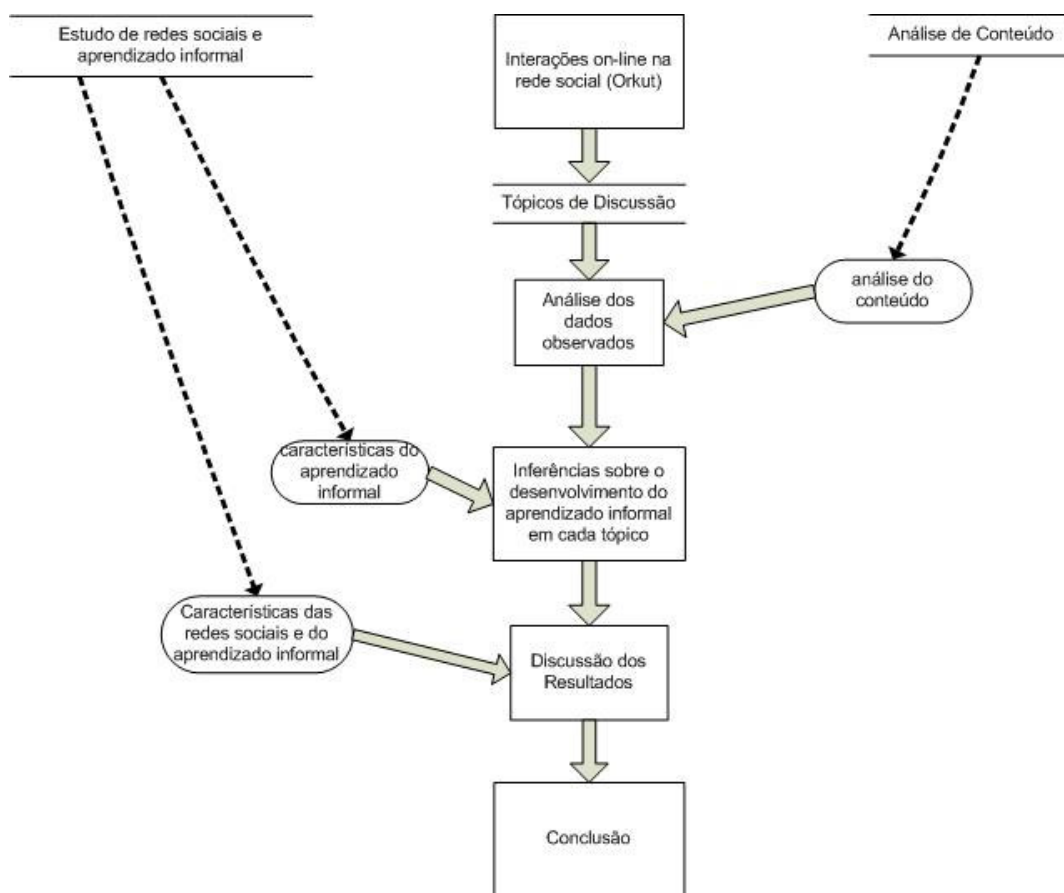 Estudo de redes sociais e
aprendizado informal
Interações on-line na
rede social (Orkut)
Análise de Conteúdo
Tópicos de Discussão
Análise dos
dados
observados
análise do
conteúdo
características do
aprendizado
informal
Inferências sobre o
desenvolvimento do
aprendizado informal
em cada tópico
Características das
redes sociais e do
aprendizado informal
Discussão dos
Resultados
Conclusão